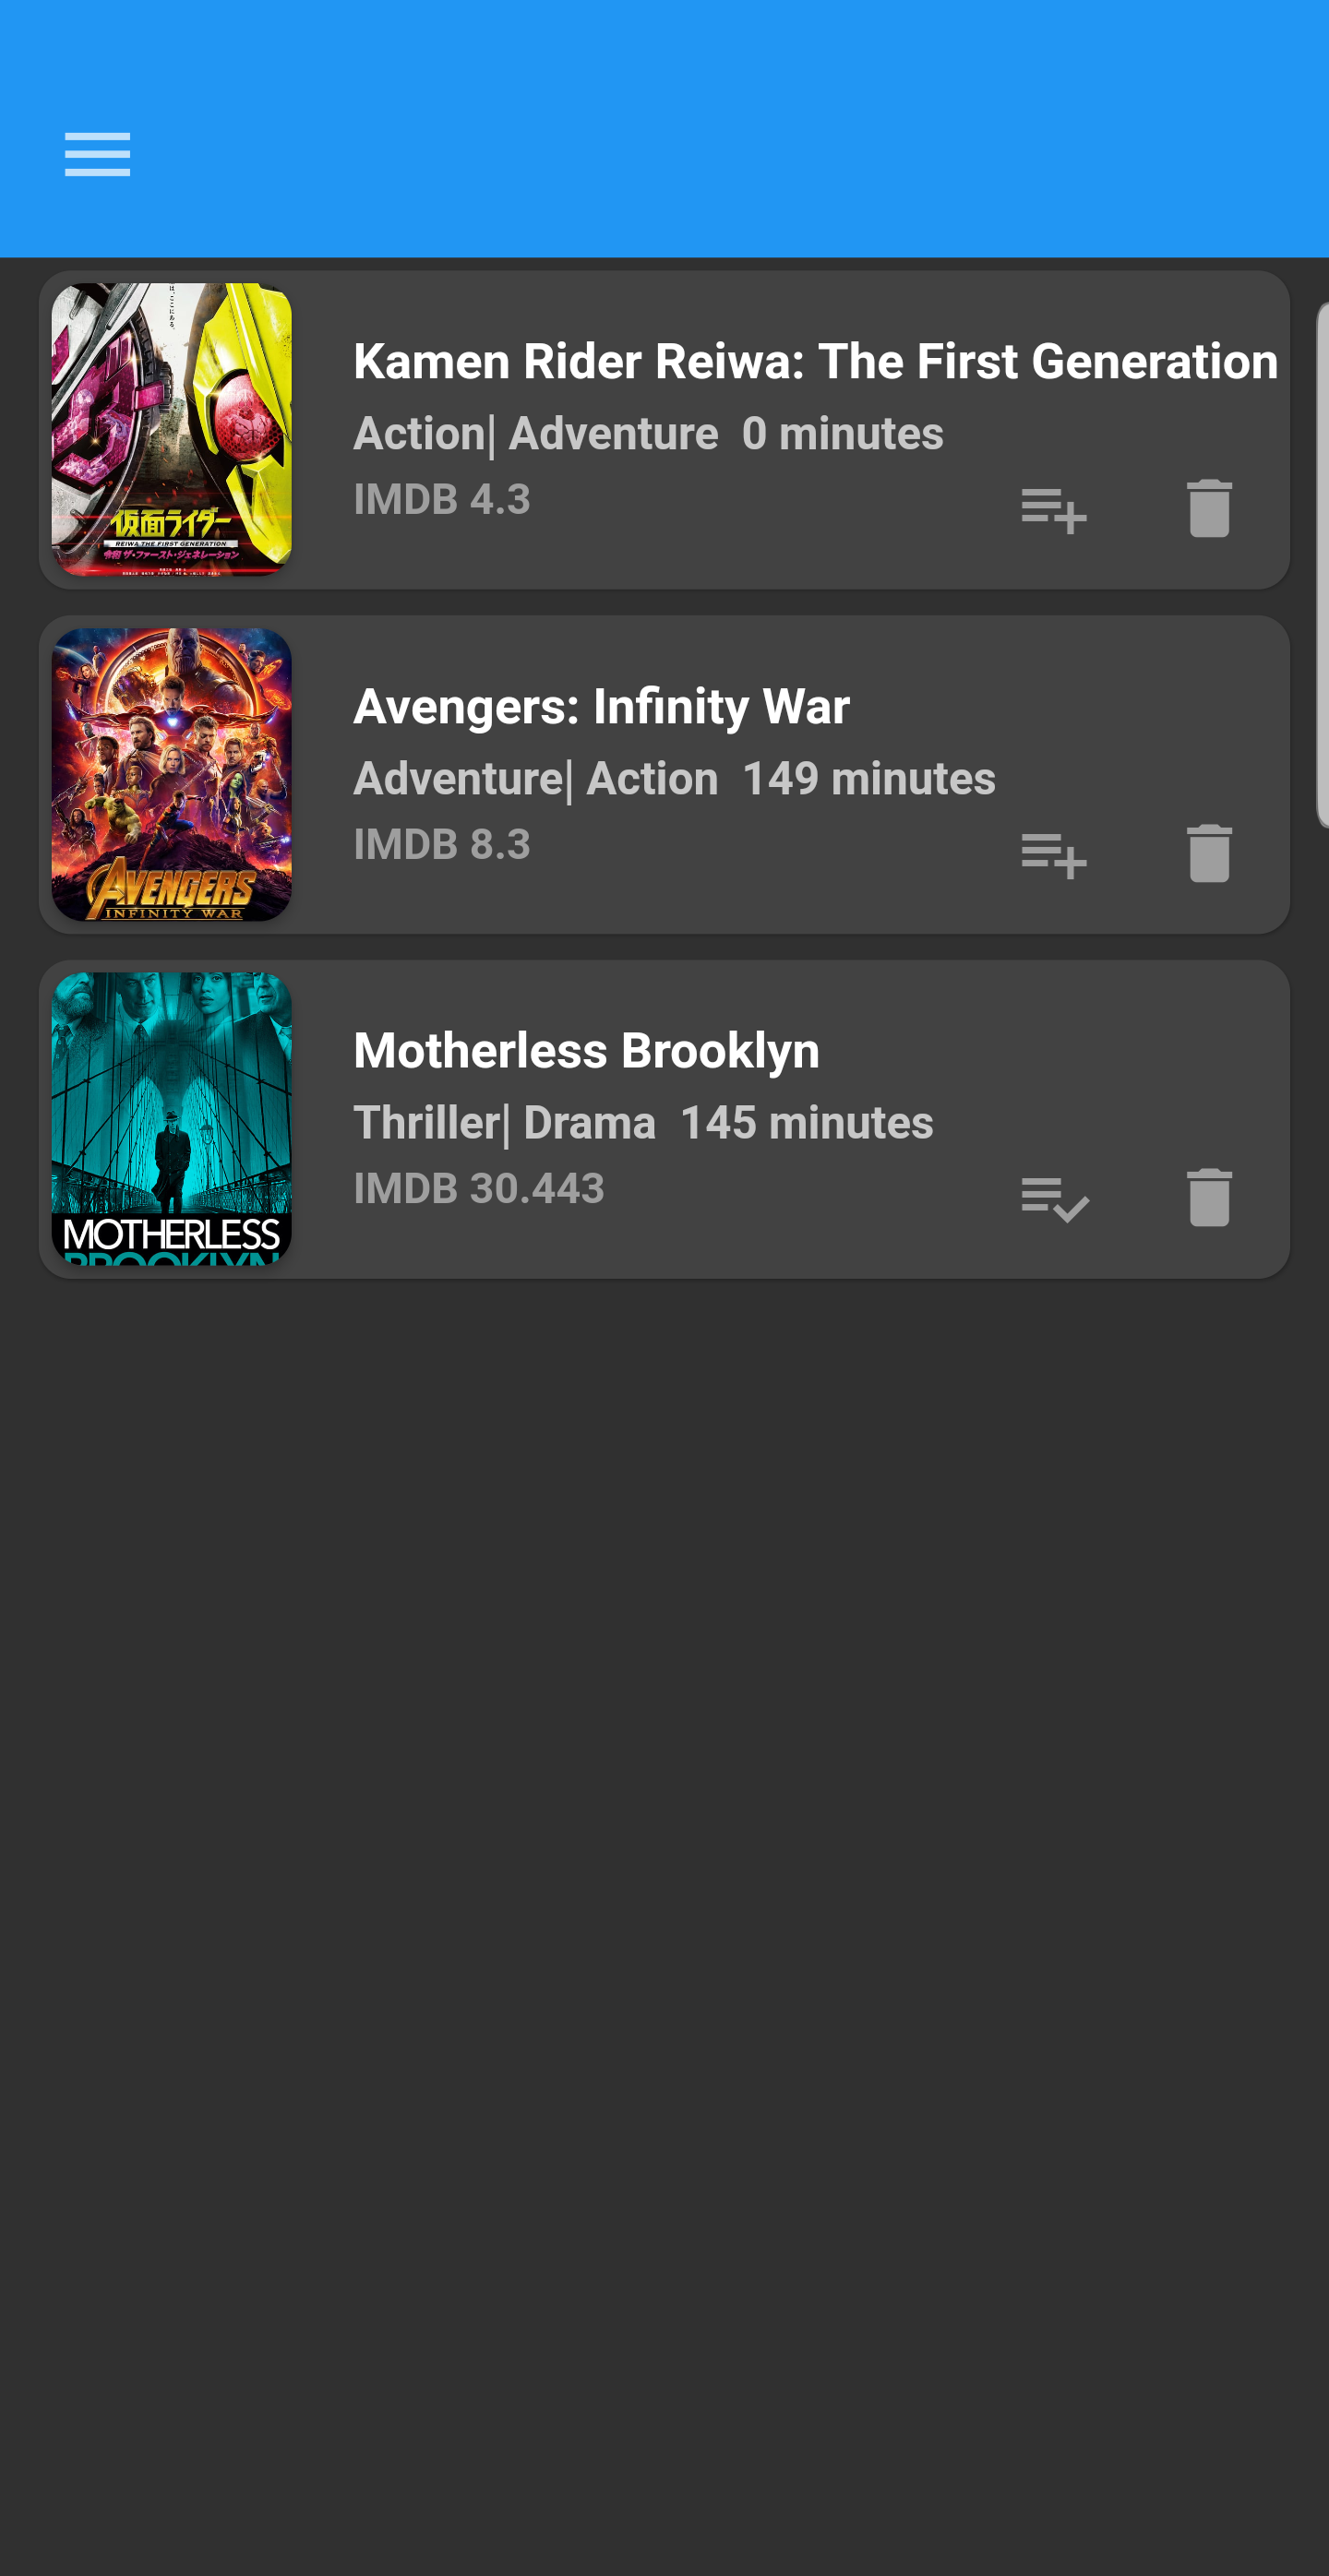 Kamen Rider Reiwa: The First Generation
Action| Adventure 0 minutes
IMDB 4.3
仮面ライダー
REIWA THE FIRST GENERATION
令和 ザ・ファースト・ジェネレーション
Avengers: Infinity War
Adventure| Action 149 minutes
IMDB 8.3
AVENGERS
INFINITY WAR
Motherless Brooklyn
Thriller| Drama 145 minutes
IMDB 30.443
MOTHERLESS
BROOKLYN